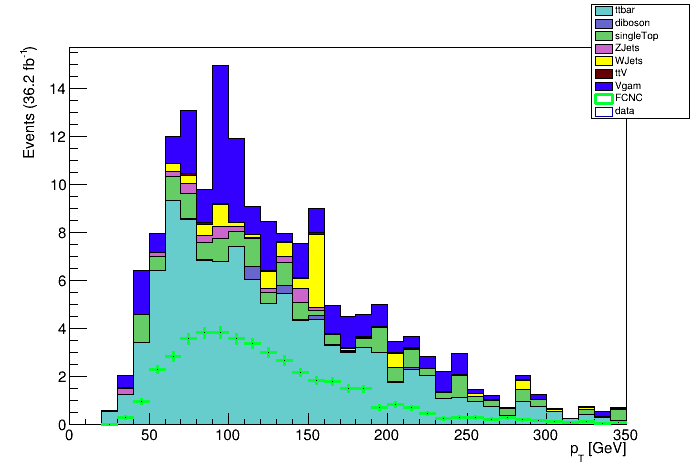 ttbar
diboson
singleTop
ZJets
WJets
ttV
Vgam
FCNC
data
Events (36.2 fb⁻¹)
14
12
10
8
6
4
2
0
0 50 100 150 200 250 300 350
p_T [GeV]